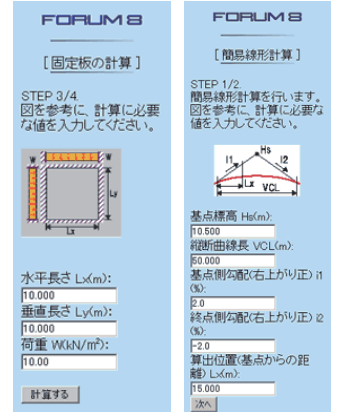 FORUM 8
[ 固定板の計算 ]
STEP 3/4
図を参考に、計算に必要
な値を入力してください。
W
W
Ly
Lx
水平長さ Lx(m):
10.000
垂直長さ Ly(m):
10.000
荷重 W(kN/m²):
10.00
計算する
FORUM 8
[ 簡易線形計算 ]
STEP 1/2
簡易線形計算を行います。
図を参考に、計算に必要な
値を入力してください。
Hs
i1
i2
Lx
VCL
基点標高 Hs(m):
10.500
縦断曲線長 VCL(m):
50.000
基点側勾配(右上がり正) i1
(%):
2.0
終点側勾配(右上がり正) i2
(%):
-2.0
算出位置(基点からの距
離) Lx(m):
15.000
次へ